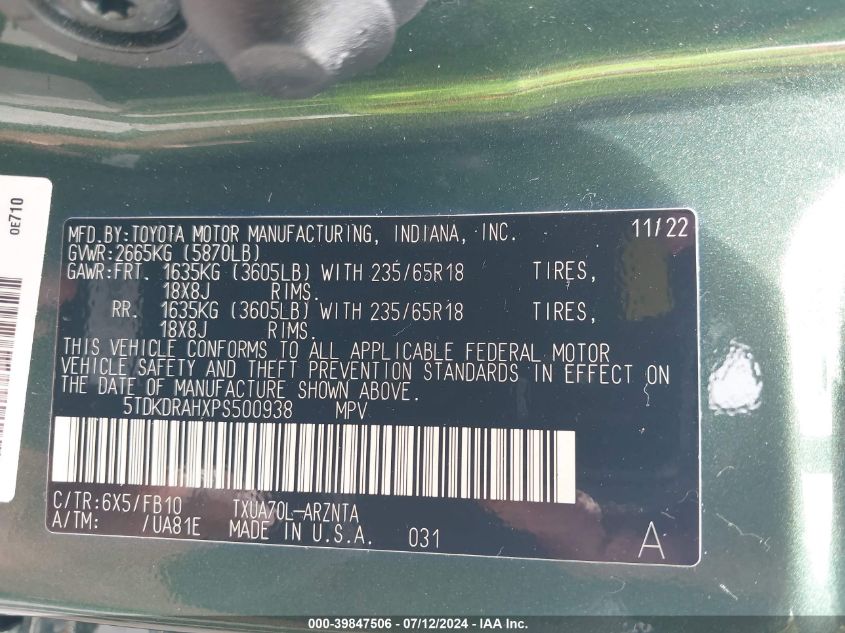 0E710
MFD.BY:TOYOTA MOTOR MANUFACTURING, INDIANA, INC. 11/22
GVWR:2665KG (5870LB)
GAWR:FRT. 1635KG (3605LB) WITH 235/65R18 TIRES,
18X8J RIMS.
RR. 1635KG (3605LB) WITH 235/65R18 TIRES,
18X8J RIMS.
THIS VEHICLE CONFORMS TO ALL APPLICABLE FEDERAL MOTOR
VEHICLE SAFETY AND THEFT PREVENTION STANDARDS IN EFFECT ON
THE DATE OF MANUFACTURE SHOWN ABOVE.
5TDKDRAHXPS500938 MPV
C/TR:6X5/FB10 TXUA70L-ARZNTA
A/TM: /UA81E MADE IN U.S.A. 031 A
000-39847506 / 07/12/2024 - IAA Inc.